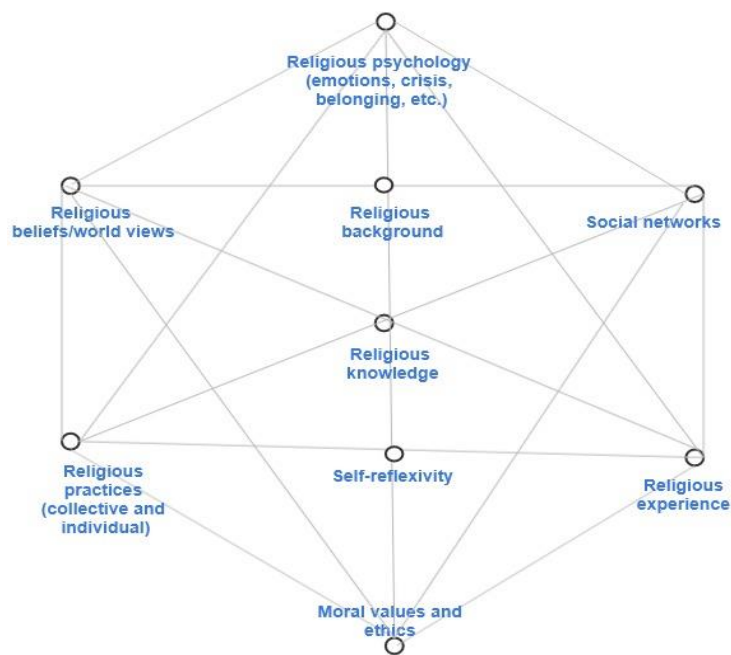 Religious psychology
(emotions, crisis,
belonging, etc.)
Religious
beliefs/world views
Religious
background
Social networks
Religious
knowledge
Religious
practices
(collective and
individual)
Self-reflexivity
Religious
experience
Moral values and
ethics